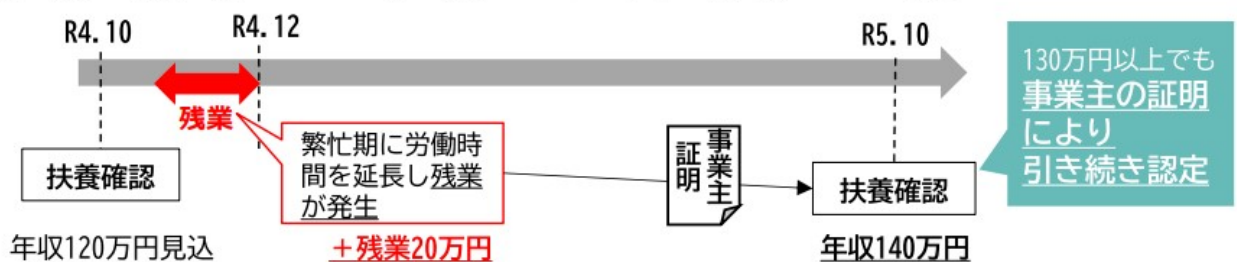 R4.10
R4.12
R5.10
残業
繁忙期に労働時
間を延長し残業
が発生
事業主
証明
130万円以上でも
事業主の証明
により
引き続き認定
扶養確認
扶養確認
年収120万円見込
＋残業20万円
年収140万円